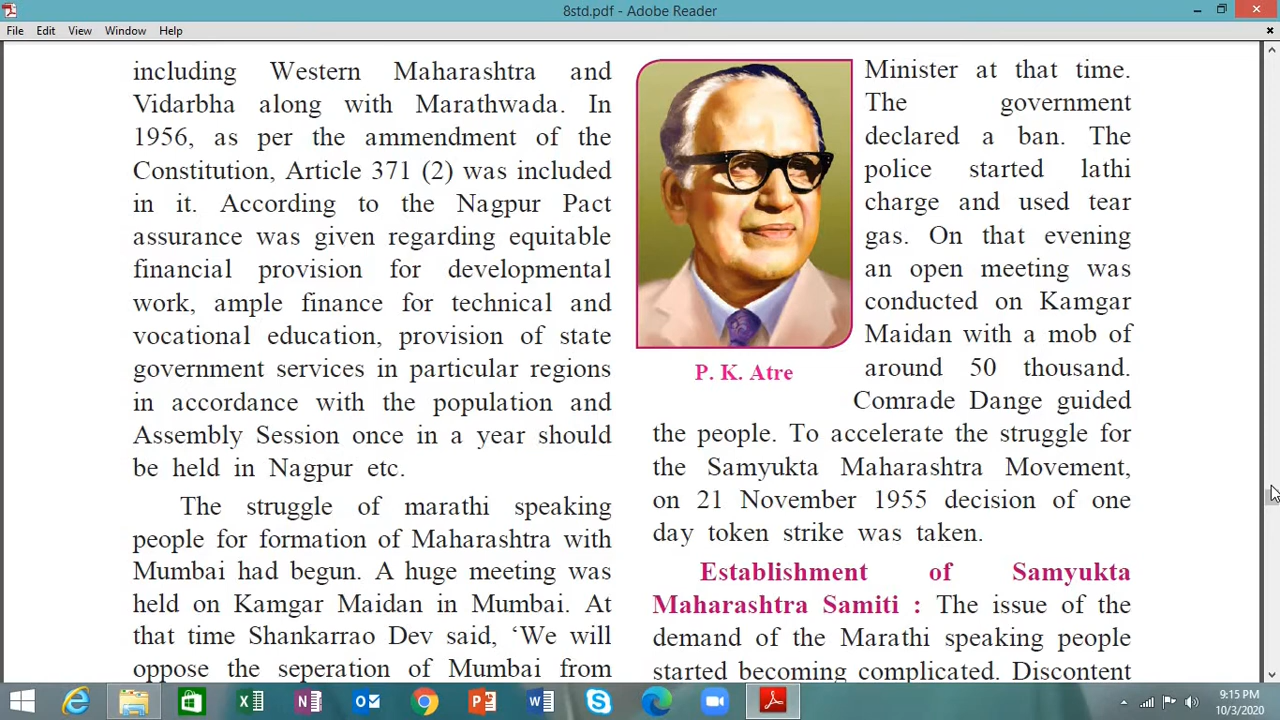 8std.pdf - Adobe Reader
File Edit View Window Help
including Western Maharashtra and
Vidarbha along with Marathwada. In
1956, as per the ammendment of the
Constitution, Article 371 (2) was included
in it. According to the Nagpur Pact
assurance was given regarding equitable
financial provision for developmental
work, ample finance for technical and
vocational education, provision of state
government services in particular regions
in accordance with the population and
Assembly Session once in a year should
be held in Nagpur etc.
The struggle of marathi speaking
people for formation of Maharashtra with
Mumbai had begun. A huge meeting was
held on Kamgar Maidan in Mumbai. At
that time Shankarrao Dev said, ‘We will
oppose the seperation of Mumbai from
P. K. Atre
Minister at that time.
The government
declared a ban. The
police started lathi
charge and used tear
gas. On that evening
an open meeting was
conducted on Kamgar
Maidan with a mob of
around 50 thousand.
Comrade Dange guided
the people. To accelerate the struggle for
the Samyukta Maharashtra Movement,
on 21 November 1955 decision of one
day token strike was taken.
Establishment of Samyukta
Maharashtra Samiti : The issue of the
demand of the Marathi speaking people
started becoming complicated. Discontent
9:15 PM
10/3/2020